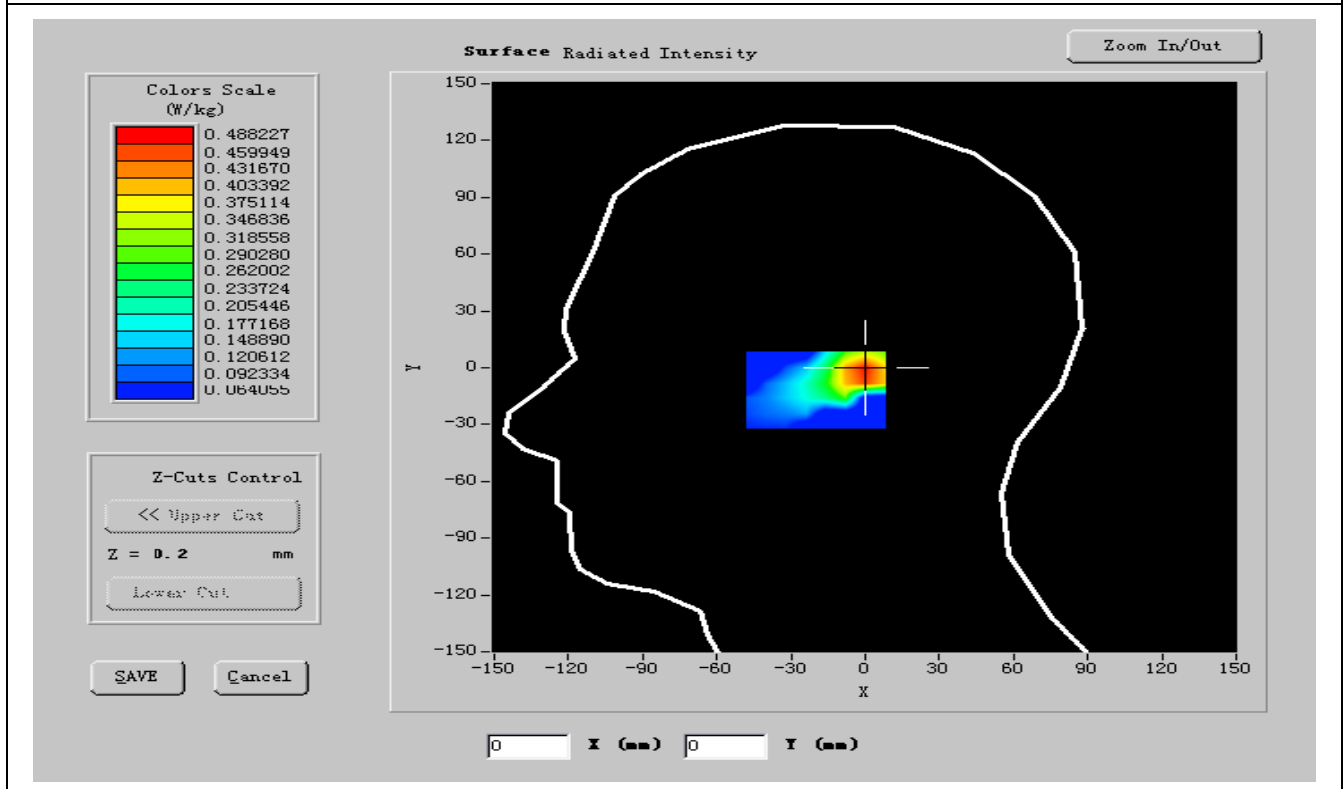 Surface Radiated Intensity
Zoom In/Out
Colors Scale
(W/kg)
0.488227
0.459949
0.431670
0.403392
0.375114
0.346836
0.318558
0.290280
0.262002
0.233724
0.205446
0.177168
0.148890
0.120612
0.092334
0.064055
Z-Cuts Control
<< Upper Cut
Z = 0.2 mm
Lower Cut
SAVE
Cancel
150
120
90
60
30
0
-30
-60
-90
-120
-150
Y
-150 -120 -90 -60 -30 0 30 60 90 120 150
X
0 X (mm) 0 Y (mm)